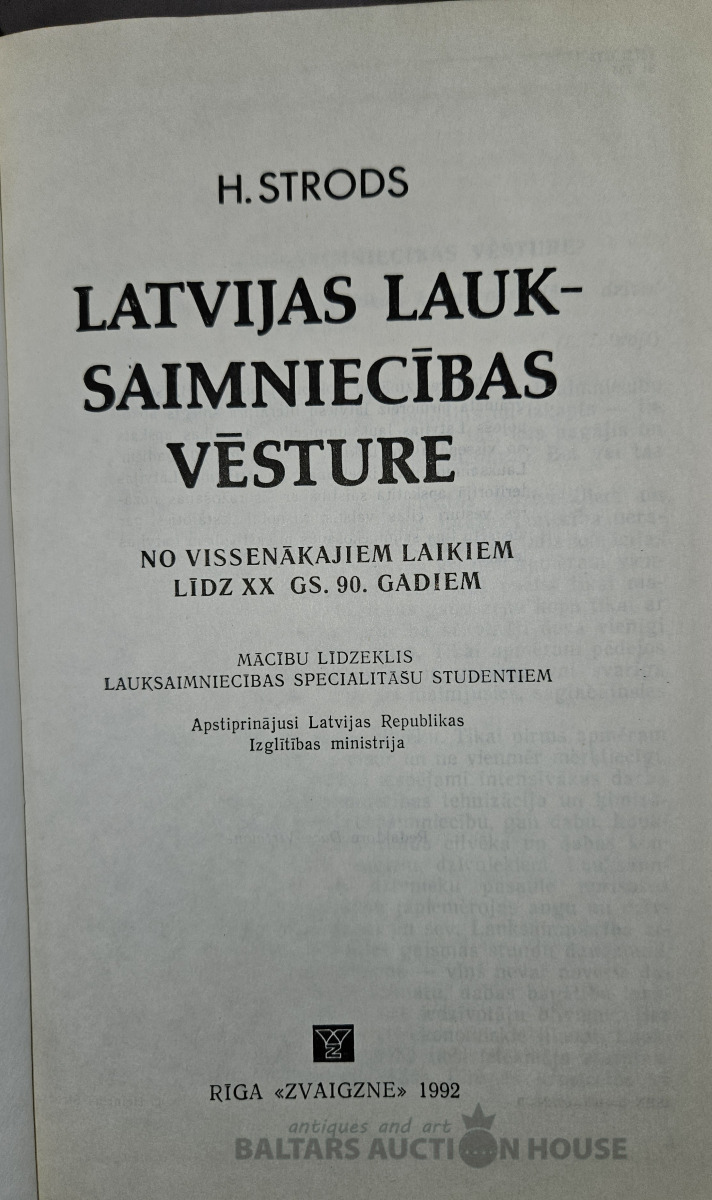 H. STRODS
LATVIJAS LAUK-
SAIMNIECĪBAS
VĒSTURE
NO VISSENĀKAJIEM LAIKIEM
LĪDZ XX GS. 90. GADIEM
MĀCĪBU LĪDZEKLIS
LAUKSAIMNIECĪBAS SPECIALITĀŠU STUDENTIEM
Apstiprinājusi Latvijas Republikas
Izglītības ministrija
RĪGA «ZVAIGZNE» 1992
antiques and art
BALTARS AUCTION HOUSE